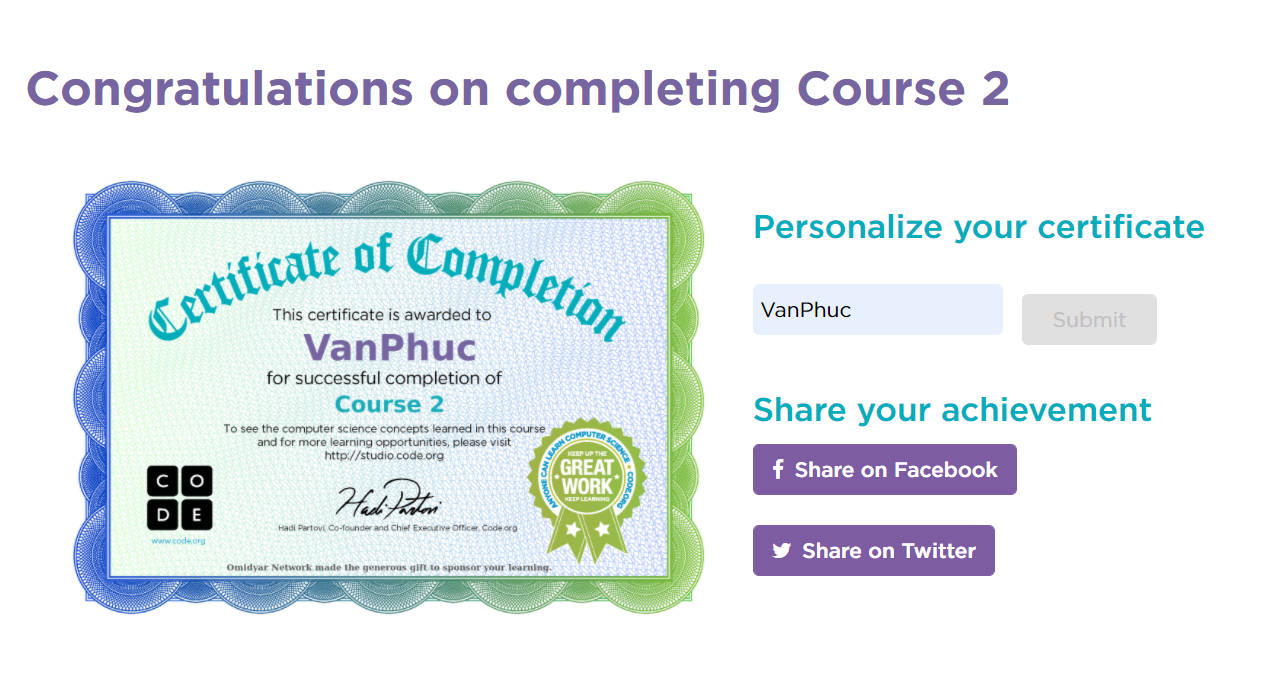 Congratulations on completing Course 2
Certificate of Completion
This certificate is awarded to
VanPhuc
for successful completion of
Course 2
To see the computer science concepts learned in this course
and for more learning opportunities, please visit
http://studio.code.org
C O
D E
www.code.org
Hadi Partovi
Hadi Partovi, Co-founder and Chief Executive Officer, Code.org
ANYONE CAN LEARN COMPUTER SCIENCE
CODE.ORG
KEEP UP THE
GREAT
WORK
KEEP LEARNING
Omidyar Network made the generous gift to sponsor your learning.
Personalize your certificate
VanPhuc
Submit
Share your achievement
Share on Facebook
Share on Twitter